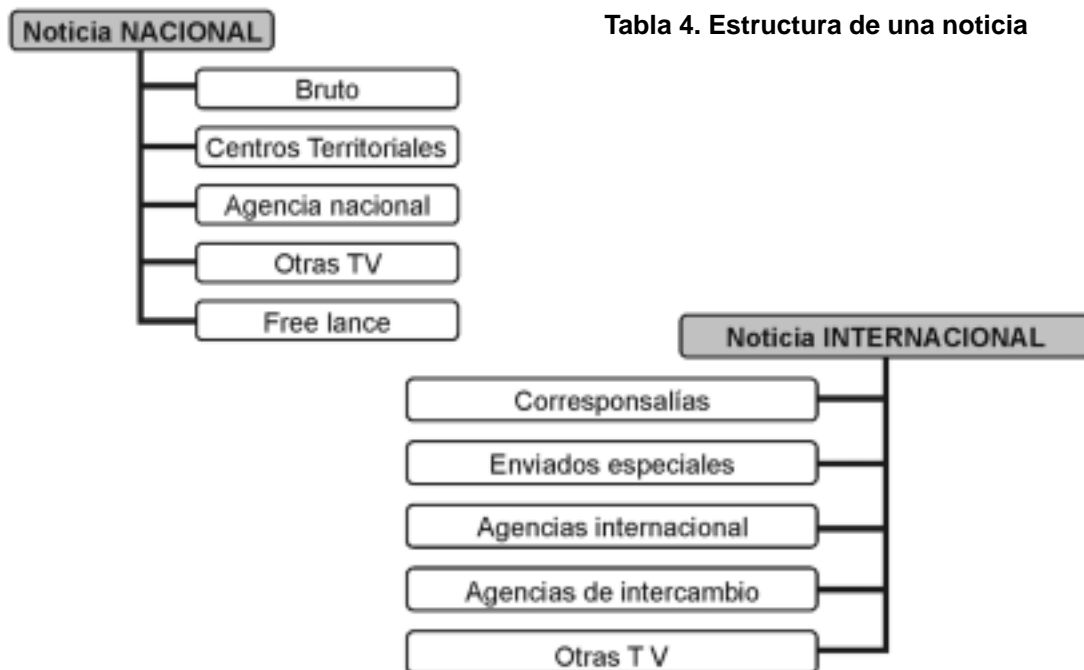 Tabla 4. Estructura de una noticia
Noticia NACIONAL
Bruto
Centros Territoriales
Agencia nacional
Otras TV
Free lance
Noticia INTERNACIONAL
Corresponsalías
Enviados especiales
Agencias internacional
Agencias de intercambio
Otras T V